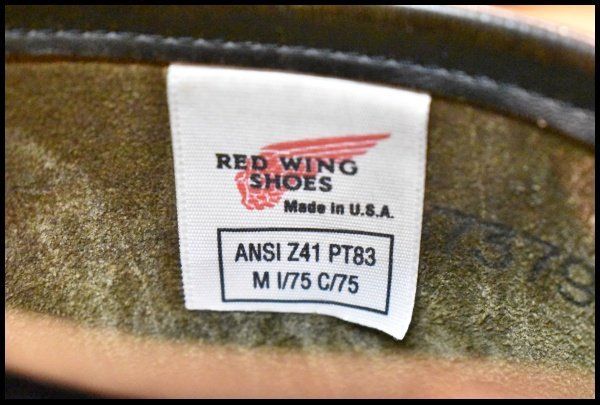 RED WING
SHOES
Made in U.S.A.
ANSI Z41 PT83
M I/75 C/75